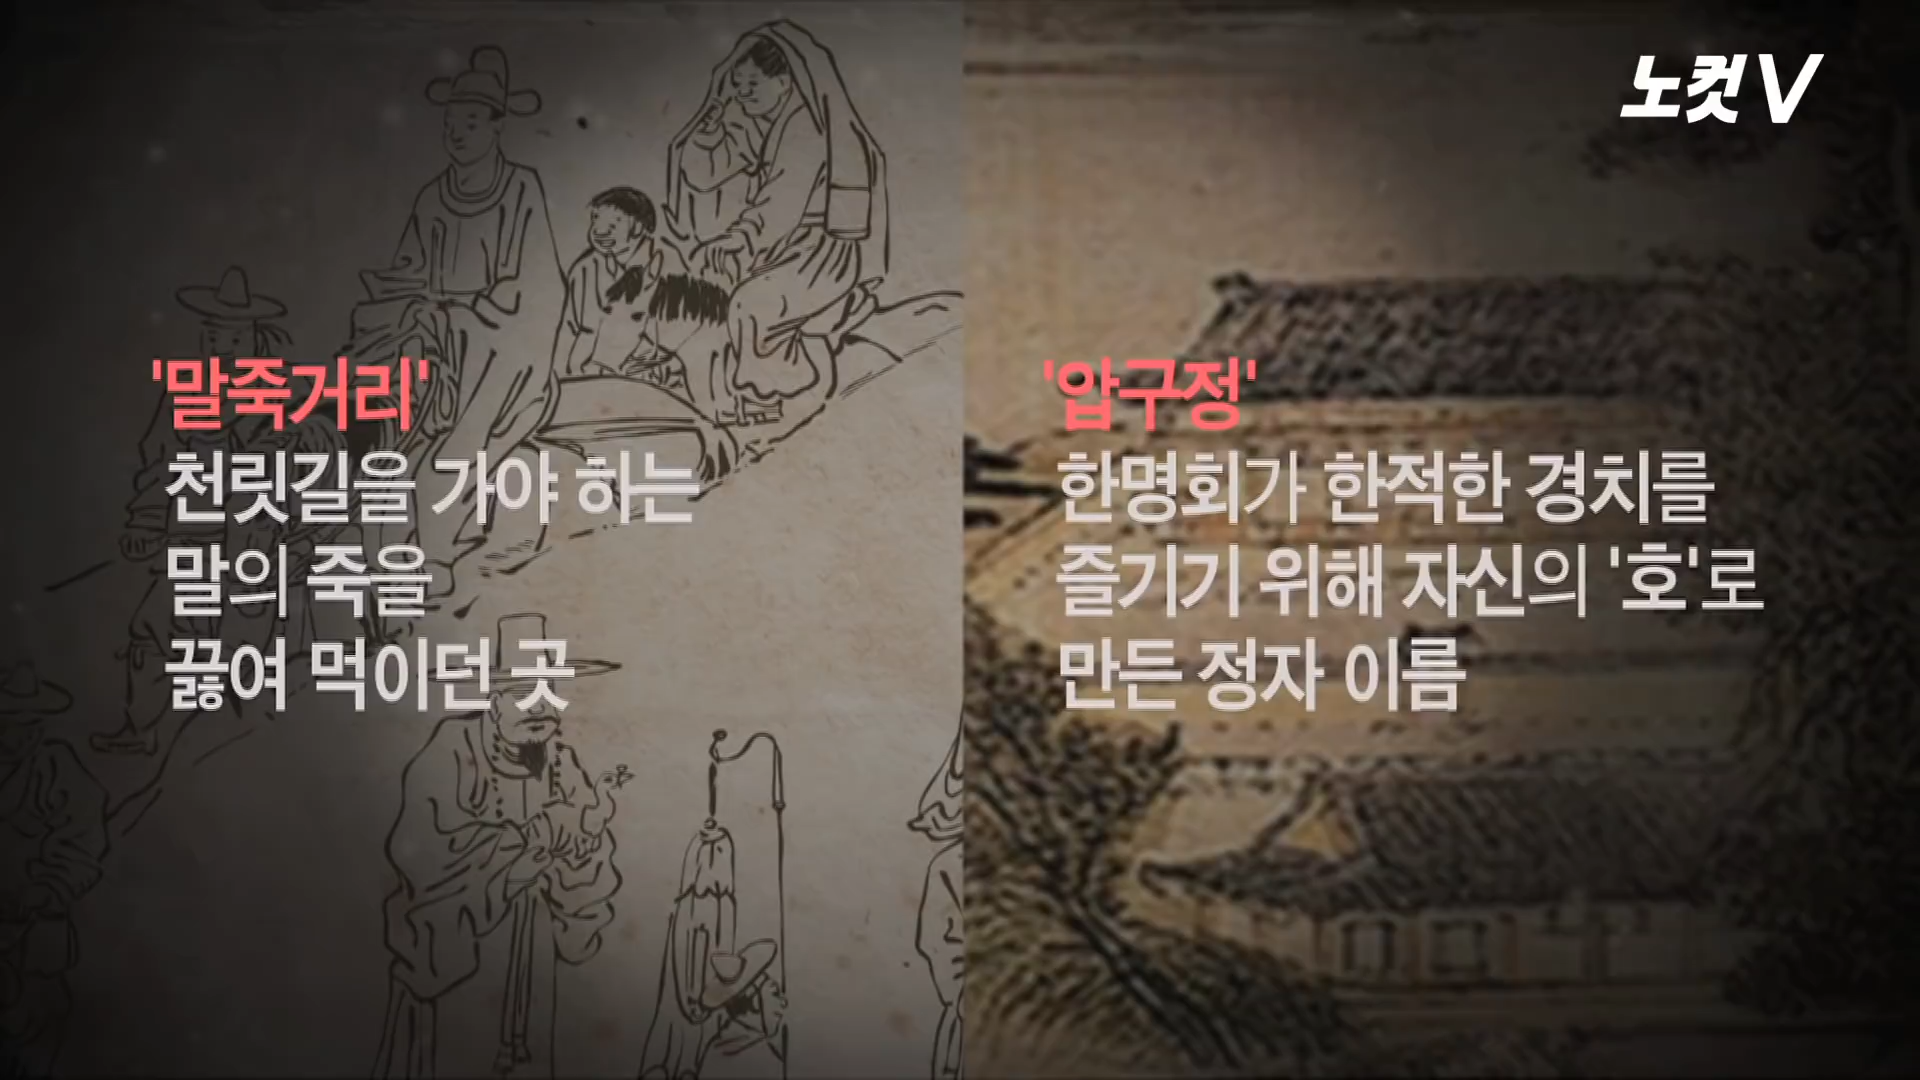 노컷V
'말죽거리'
천릿길을 가야 하는
말의 죽을
끓여 먹이던 곳
'압구정'
한명회가 한적한 경치를
즐기기 위해 자신의 '호'로
만든 정자 이름